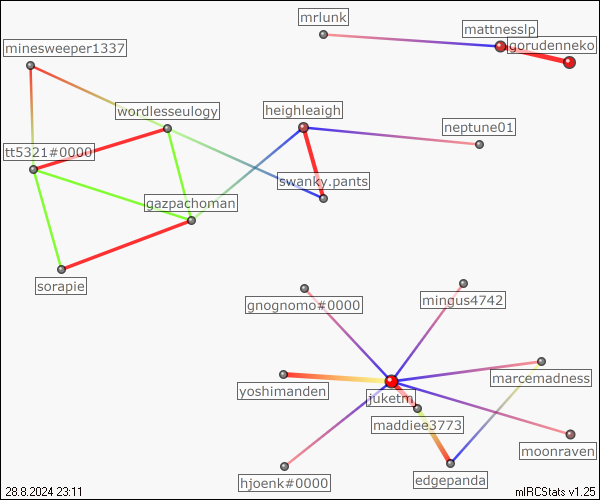 mrlunk
mattnesslp
gorudenneko
minesweeper1337
wordlesseulogy
heighleaigh
neptune01
tt5321#0000
swanky.pants
gazpachoman
sorapie
gnognomo#0000
mingus4742
marcemadness
yoshimanden
juketm
maddiee3773
moonraven
hjoenk#0000
edgepanda
28.8.2024 23:11
mIRCStats v1.25